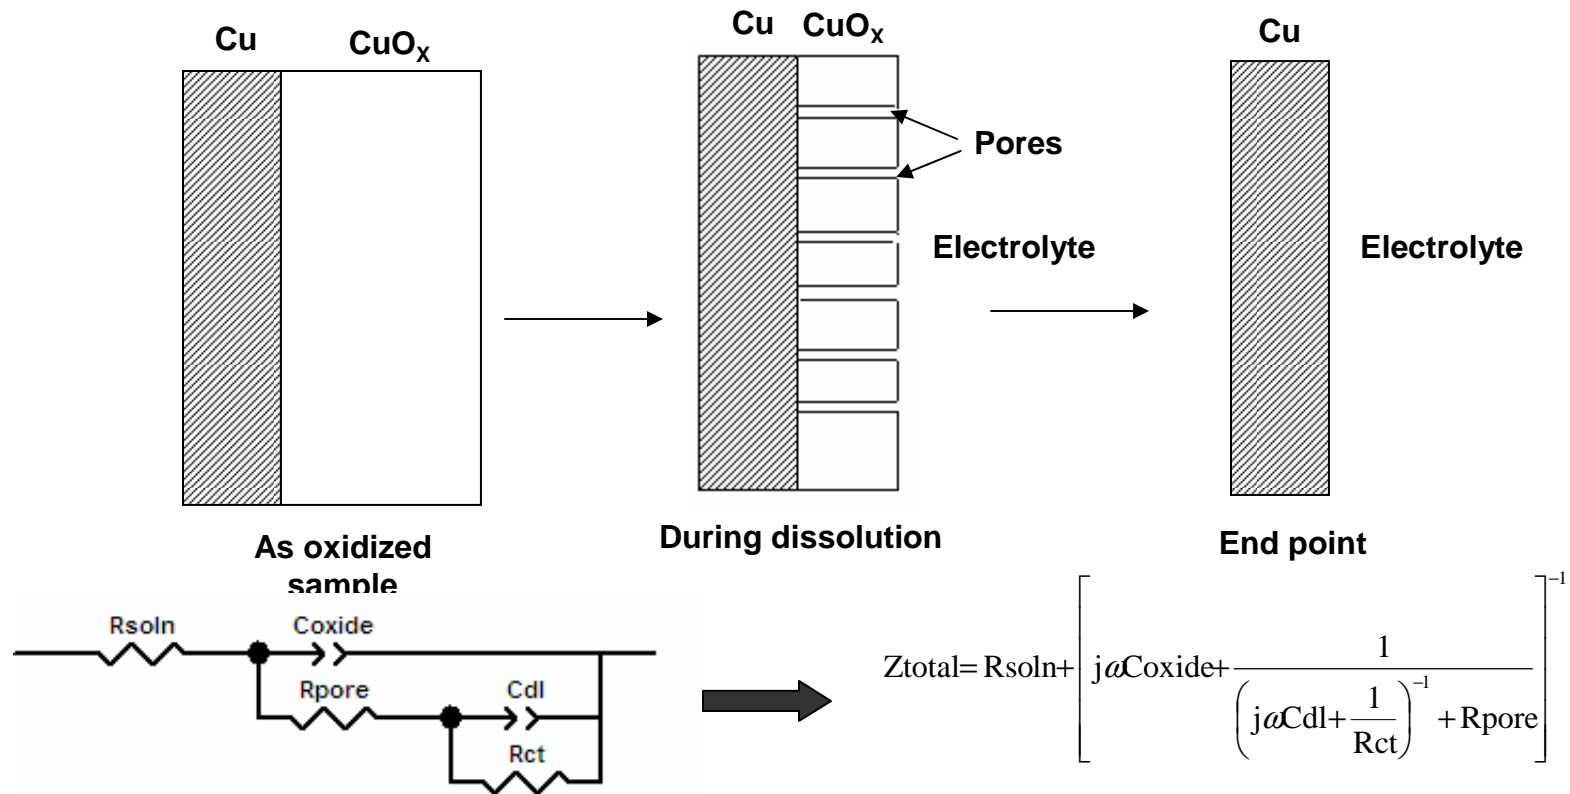 Cu CuOX
Cu CuOX
Cu
Pores
Electrolyte
Electrolyte
As oxidized
sample
During dissolution
End point
Rsoln Coxide
Rpore Cdl
Rct
Ztotal= Rsoln+ [ jωCoxide+ 1 / ( ( jωCdl+ 1/Rct )^−1 + Rpore ) ]^−1